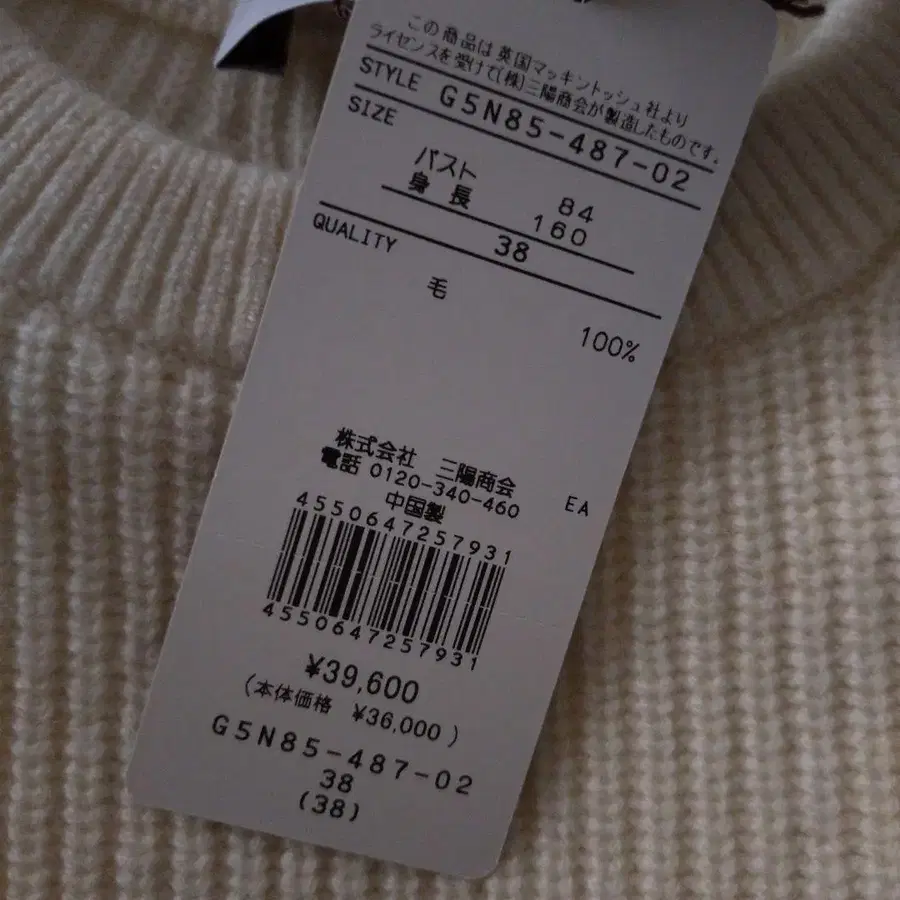 この商品は英国マッキントッシュ社より
ライセンスを受けて(株)三陽商会が製造したものです。
STYLE G5N85-487-02
SIZE
バスト 84
身長 160
38
QUALITY
毛 100%
株式会社 三陽商会
電話 0120-340-460 EA
中国製
4550647257931
4550647257931
¥39,600
(本体価格 ¥36,000)
G5N85-487-02
38
(38)